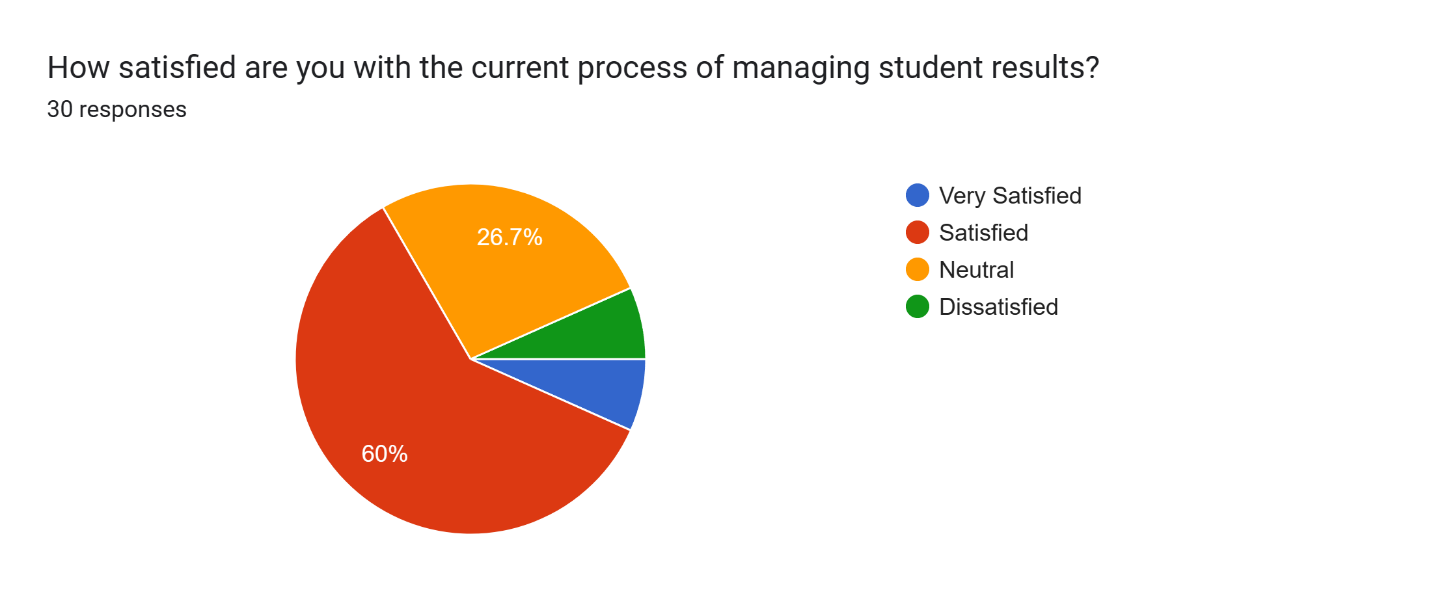 How satisfied are you with the current process of managing student results?
30 responses
26.7%
60%
Very Satisfied
Satisfied
Neutral
Dissatisfied